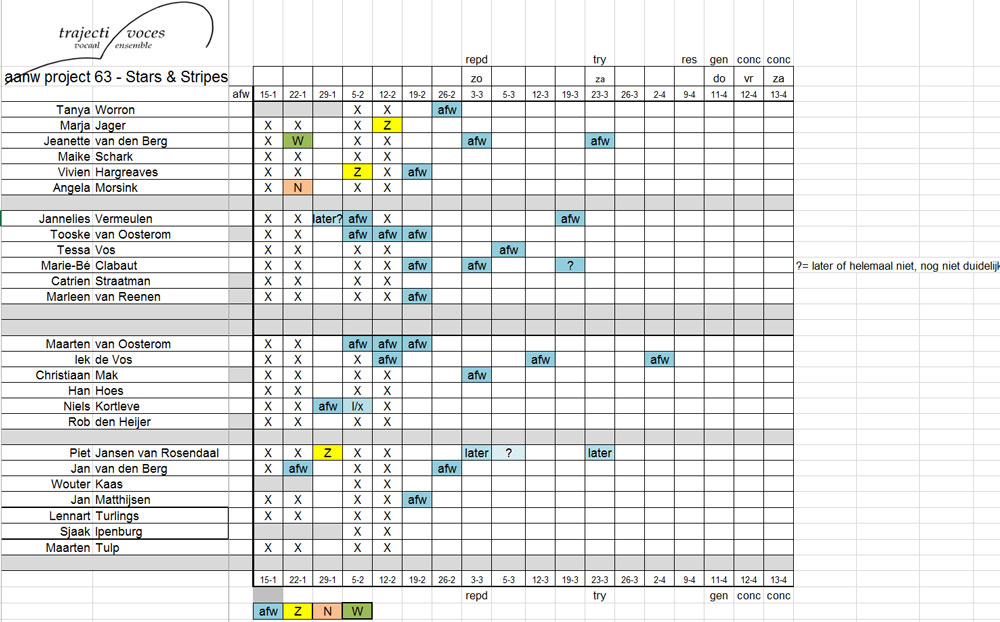 trajecti voces
vocaal ensemble
repd try res gen conc conc
aanw project 63 - Stars & Stripes zo za do vr za
afw 15-1 22-1 29-1 5-2 12-2 19-2 26-2 3-3 5-3 12-3 19-3 23-3 26-3 2-4 9-4 11-4 12-4 13-4
Tanya Worron X X afw
Marja Jager X X X Z
Jeanette van den Berg X W X X afw afw
Maike Schark X X X X
Vivien Hargreaves X X Z X afw
Angela Morsink X N X X
Jannelies Vermeulen X X later? afw X afw
Tooske van Oosterom X X afw afw afw
Tessa Vos X X X X afw
Marie-Bé Clabaut X X X X afw afw ? ?= later of helemaal niet, nog niet duidelijk
Catrien Straatman X X X X
Marleen van Reenen X X X X afw
Maarten van Oosterom X X afw afw afw
Iek de Vos X X X afw afw afw
Christiaan Mak X X X X afw
Han Hoes X X X X
Niels Kortleve X X afw l/x X
Rob den Heijer X X X X
Piet Jansen van Rosendaal X X Z X X later ? later
Jan van den Berg X afw X X afw
Wouter Kaas X X
Jan Matthijsen X X X X afw
Lennart Turlings X X X X
Sjaak Ipenburg X X
Maarten Tulp X X X X
15-1 22-1 29-1 5-2 12-2 19-2 26-2 3-3 5-3 12-3 19-3 23-3 26-3 2-4 9-4 11-4 12-4 13-4
repd try gen conc conc
afw Z N W